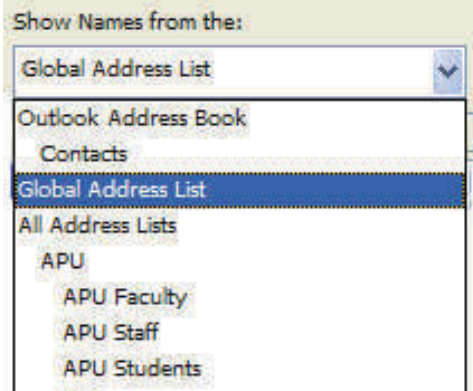 Show Names from the:
Global Address List
Outlook Address Book
Contacts
Global Address List
All Address Lists
APU
APU Faculty
APU Staff
APU Students